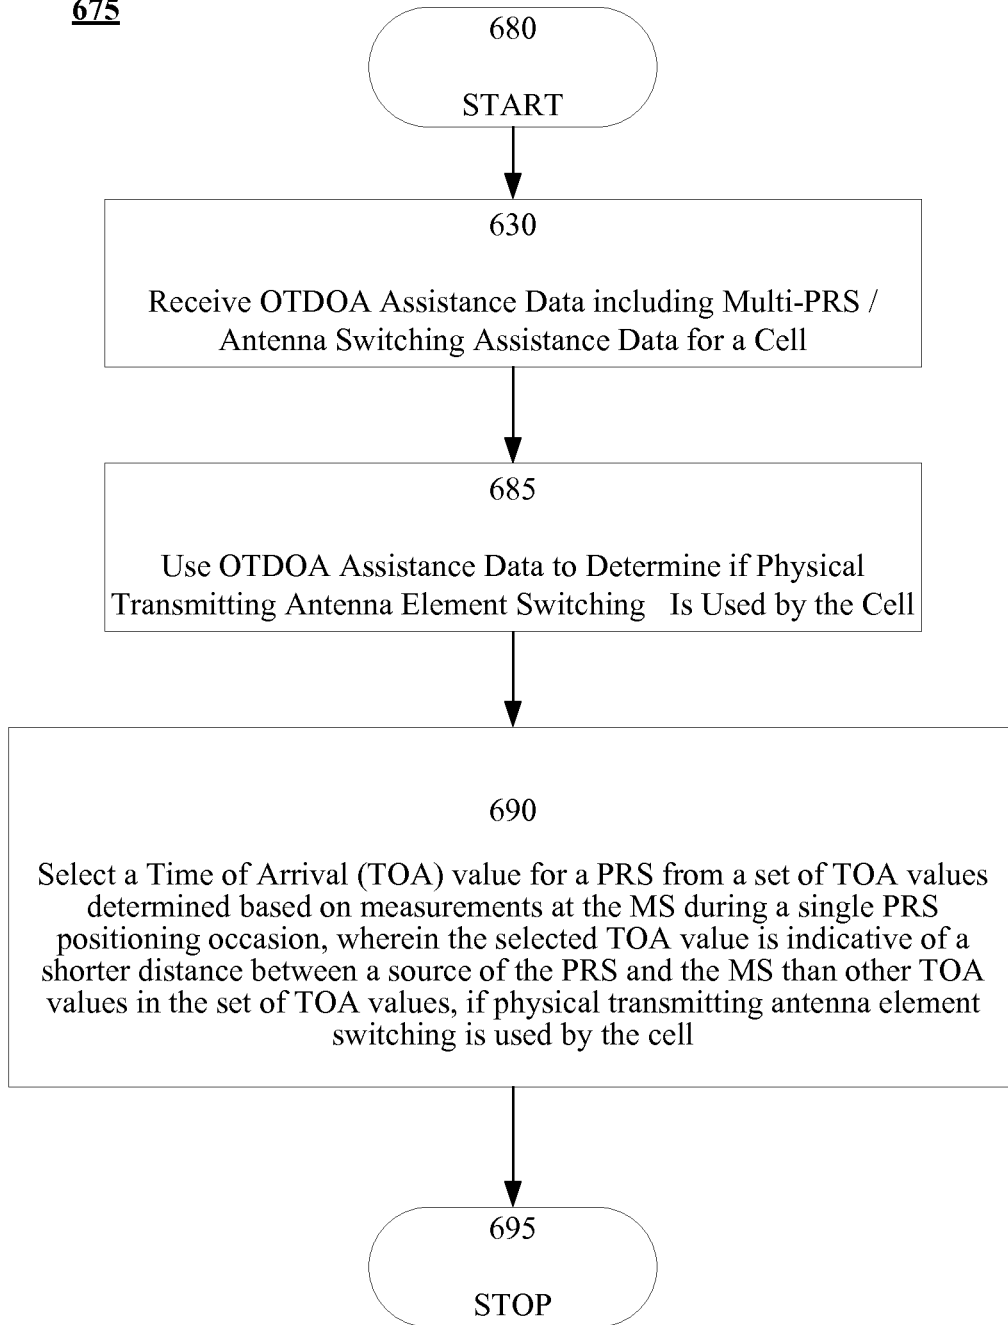 675
680
START
630
Receive OTDOA Assistance Data including Multi-PRS /
Antenna Switching Assistance Data for a Cell
685
Use OTDOA Assistance Data to Determine if Physical
Transmitting Antenna Element Switching Is Used by the Cell
690
Select a Time of Arrival (TOA) value for a PRS from a set of TOA values
determined based on measurements at the MS during a single PRS
positioning occasion, wherein the selected TOA value is indicative of a
shorter distance between a source of the PRS and the MS than other TOA
values in the set of TOA values, if physical transmitting antenna element
switching is used by the cell
695
STOP